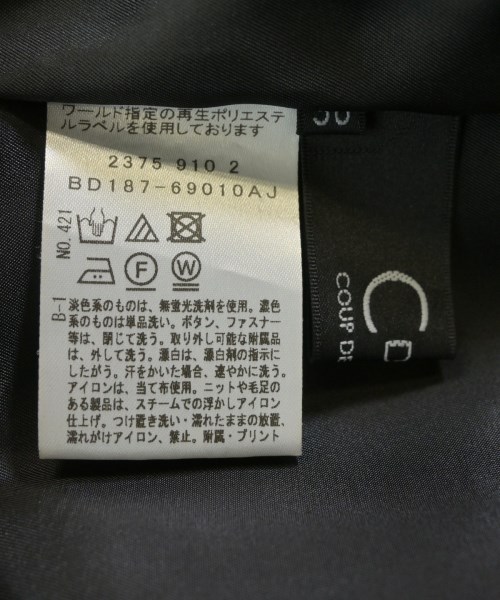 ワールド指定の再生ポリエステ
ルラベルを使用しております
2375 910 2
BD187-69010AJ
NO.421
F
W
B-1
淡色系のものは、無蛍光洗剤を使用。濃色
系のものは単品洗い。ボタン、ファスナー
等は、閉じて洗う。取り外し可能な附属品
は、外して洗う。漂白は、漂白剤の指示に
したがう。汗をかいた場合、速やかに洗う。
アイロンは、当て布使用。ニットや毛足の
ある製品は、スチームでの浮かしアイロン
仕上げ。つけ置き洗い・濡れたままの放置、
濡れがけアイロン、禁止。附属・プリント
COUP DE